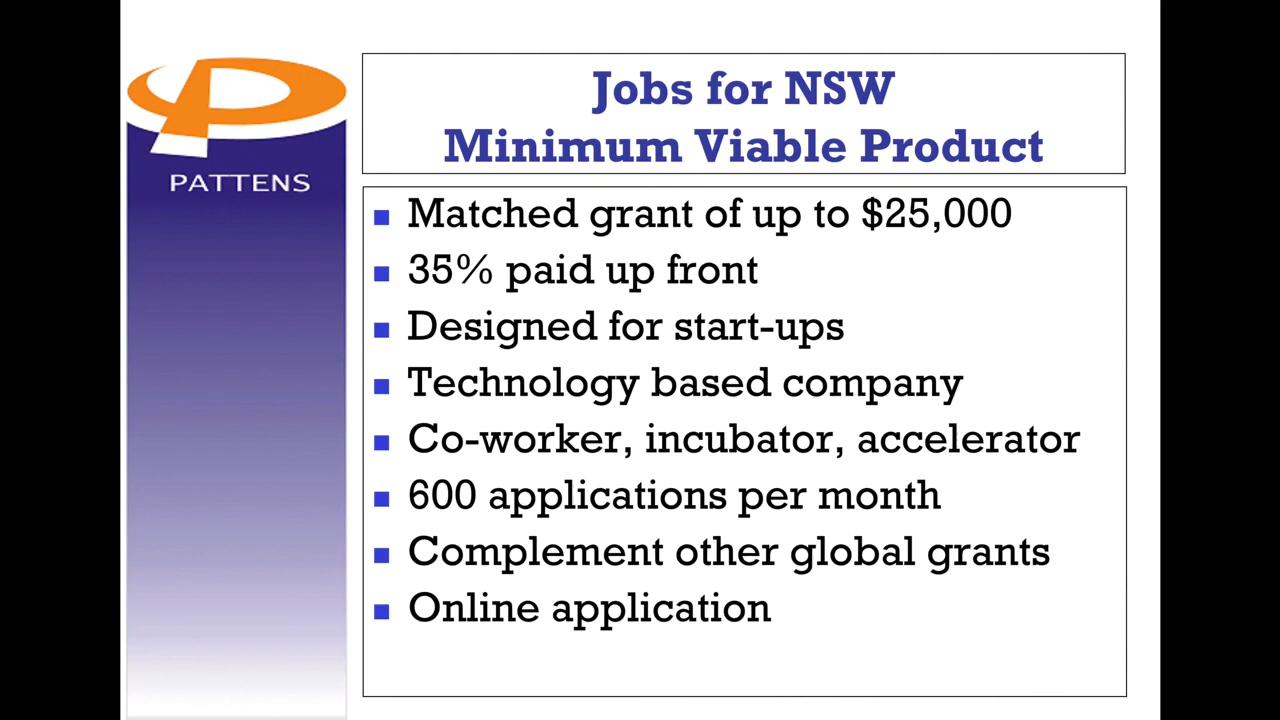 PATTENS
Jobs for NSW
Minimum Viable Product
Matched grant of up to $25,000
35% paid up front
Designed for start-ups
Technology based company
Co-worker, incubator, accelerator
600 applications per month
Complement other global grants
Online application